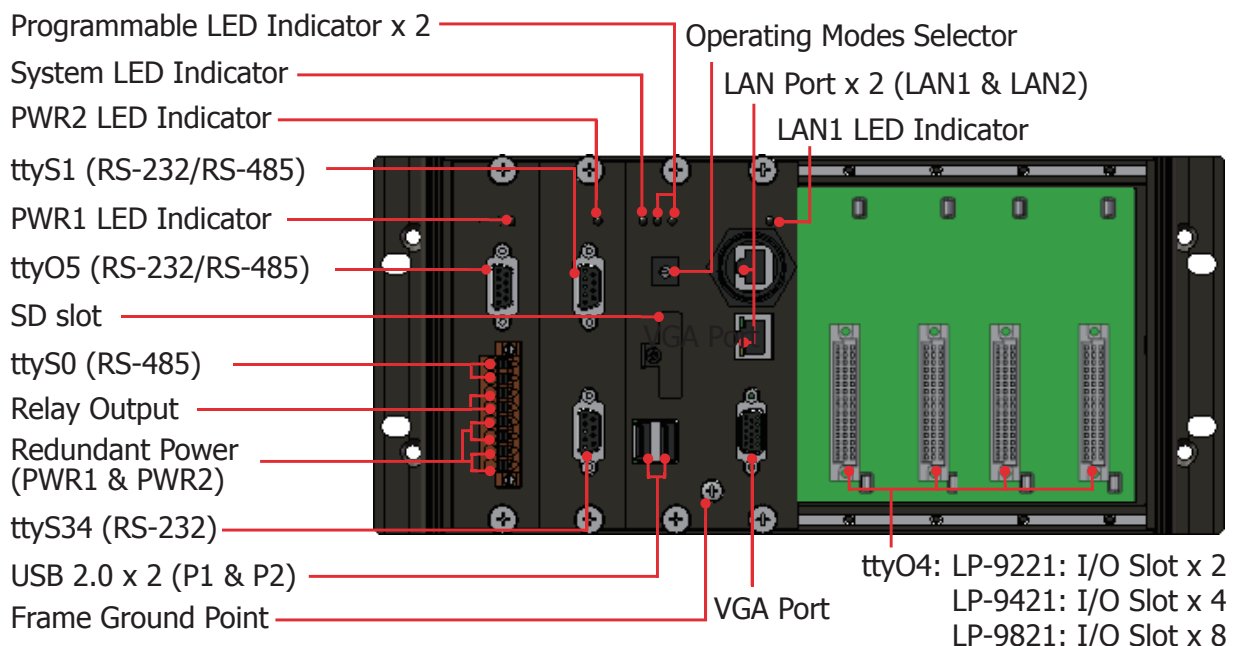 Programmable LED Indicator x 2
System LED Indicator
PWR2 LED Indicator
ttyS1 (RS-232/RS-485)
PWR1 LED Indicator
ttyO5 (RS-232/RS-485)
SD slot
ttyS0 (RS-485)
Relay Output
Redundant Power
(PWR1 & PWR2)
ttyS34 (RS-232)
USB 2.0 x 2 (P1 & P2)
Frame Ground Point
Operating Modes Selector
LAN Port x 2 (LAN1 & LAN2)
LAN1 LED Indicator
VGA Port
VGA Port
ttyO4: LP-9221: I/O Slot x 2
LP-9421: I/O Slot x 4
LP-9821: I/O Slot x 8